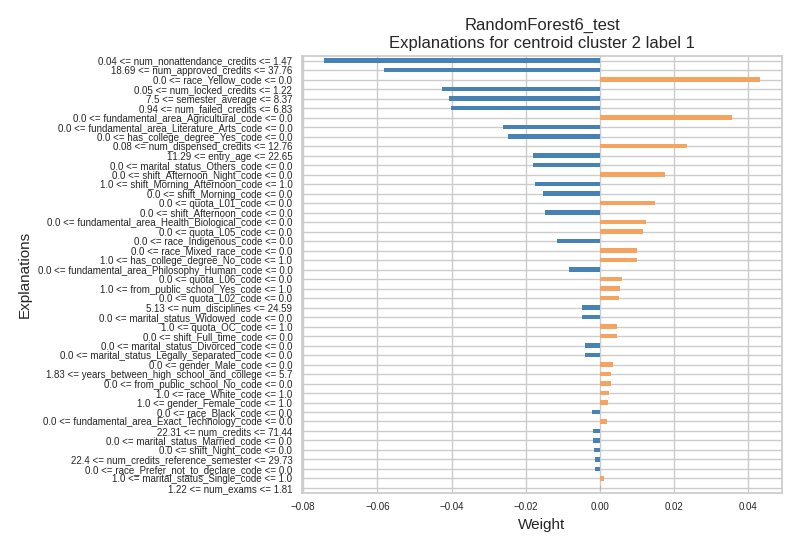 RandomForest6_test
Explanations for centroid cluster 2 label 1
0.04 <= num_nonattendance_credits <= 1.47
18.69 <= num_approved_credits <= 37.76
0.0 <= race_Yellow_code <= 0.0
0.05 <= num_locked_credits <= 1.22
7.5 <= semester_average <= 8.37
0.94 <= num_failed_credits <= 6.83
0.0 <= fundamental_area_Agricultural_code <= 0.0
0.0 <= fundamental_area_Literature_Arts_code <= 0.0
0.0 <= has_college_degree_Yes_code <= 0.0
0.08 <= num_dispensed_credits <= 12.76
11.29 <= entry_age <= 22.65
0.0 <= marital_status_Others_code <= 0.0
0.0 <= shift_Afternoon_Night_code <= 0.0
1.0 <= shift_Morning_Afternoon_code <= 1.0
0.0 <= shift_Morning_code <= 0.0
0.0 <= quota_L01_code <= 0.0
0.0 <= shift_Afternoon_code <= 0.0
0.0 <= fundamental_area_Health_Biological_code <= 0.0
0.0 <= quota_L05_code <= 0.0
0.0 <= race_Indigenous_code <= 0.0
0.0 <= race_Mixed_race_code <= 0.0
1.0 <= has_college_degree_No_code <= 1.0
0.0 <= fundamental_area_Philosophy_Human_code <= 0.0
0.0 <= quota_L06_code <= 0.0
1.0 <= from_public_school_Yes_code <= 1.0
0.0 <= quota_L02_code <= 0.0
5.13 <= num_disciplines <= 24.59
0.0 <= marital_status_Widowed_code <= 0.0
1.0 <= quota_OC_code <= 1.0
0.0 <= shift_Full_time_code <= 0.0
0.0 <= marital_status_Divorced_code <= 0.0
0.0 <= marital_status_Legally_separated_code <= 0.0
0.0 <= gender_Male_code <= 0.0
1.83 <= years_between_high_school_and_college <= 5.7
0.0 <= from_public_school_No_code <= 0.0
1.0 <= race_White_code <= 1.0
1.0 <= gender_Female_code <= 1.0
0.0 <= race_Black_code <= 0.0
0.0 <= fundamental_area_Exact_Technology_code <= 0.0
22.31 <= num_credits <= 71.44
0.0 <= marital_status_Married_code <= 0.0
0.0 <= shift_Night_code <= 0.0
22.4 <= num_credits_reference_semester <= 29.73
0.0 <= race_Prefer_not_to_declare_code <= 0.0
1.0 <= marital_status_Single_code <= 1.0
1.22 <= num_exams <= 1.81
Explanations
−0.08 −0.06 −0.04 −0.02 0.00 0.02 0.04
Weight